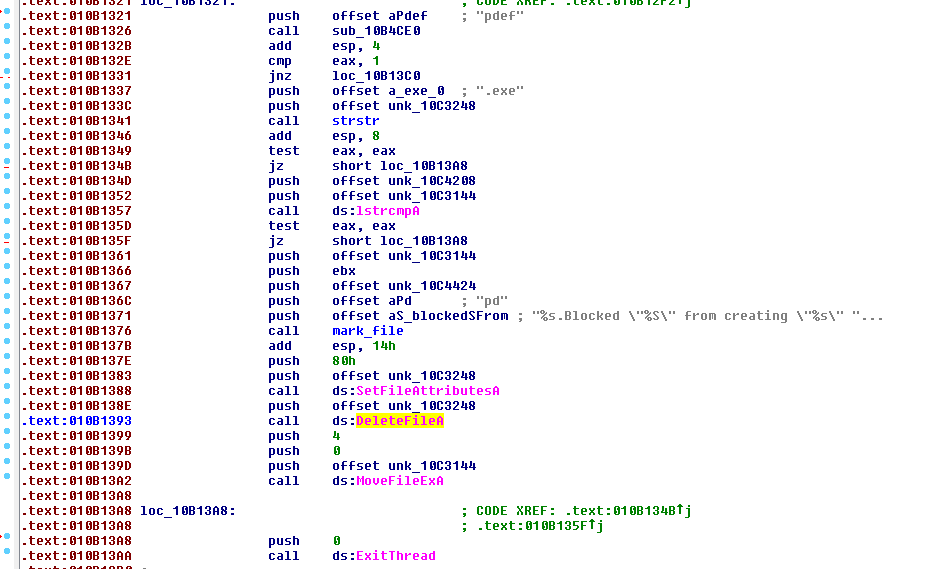 .text:010B1321 loc_10B1321: ; CODE XREF: .text:010B12F2↑j
.text:010B1321 push offset aPdef ; "pdef"
.text:010B1326 call sub_10B4CE0
.text:010B132B add esp, 4
.text:010B132E cmp eax, 1
.text:010B1331 jnz loc_10B13C0
.text:010B1337 push offset a_exe_0 ; ".exe"
.text:010B133C push offset unk_10C3248
.text:010B1341 call strstr
.text:010B1346 add esp, 8
.text:010B1349 test eax, eax
.text:010B134B jz short loc_10B13A8
.text:010B134D push offset unk_10C4208
.text:010B1352 push offset unk_10C3144
.text:010B1357 call ds:lstrcmpA
.text:010B135D test eax, eax
.text:010B135F jz short loc_10B13A8
.text:010B1361 push offset unk_10C3144
.text:010B1366 push ebx
.text:010B1367 push offset unk_10C4424
.text:010B136C push offset aPd ; "pd"
.text:010B1371 push offset aS_blockedSFrom ; "%s.Blocked \"%S\" from creating \"%s\" "...
.text:010B1376 call mark_file
.text:010B137B add esp, 14h
.text:010B137E push 80h
.text:010B1383 push offset unk_10C3248
.text:010B1388 call ds:SetFileAttributesA
.text:010B138E push offset unk_10C3248
.text:010B1393 call ds:DeleteFileA
.text:010B1399 push 4
.text:010B139B push 0
.text:010B139D push offset unk_10C3144
.text:010B13A2 call ds:MoveFileExA
.text:010B13A8
.text:010B13A8 loc_10B13A8: ; CODE XREF: .text:010B134B↑j
.text:010B13A8 ; .text:010B135F↑j
.text:010B13A8 push 0
.text:010B13AA call ds:ExitThread